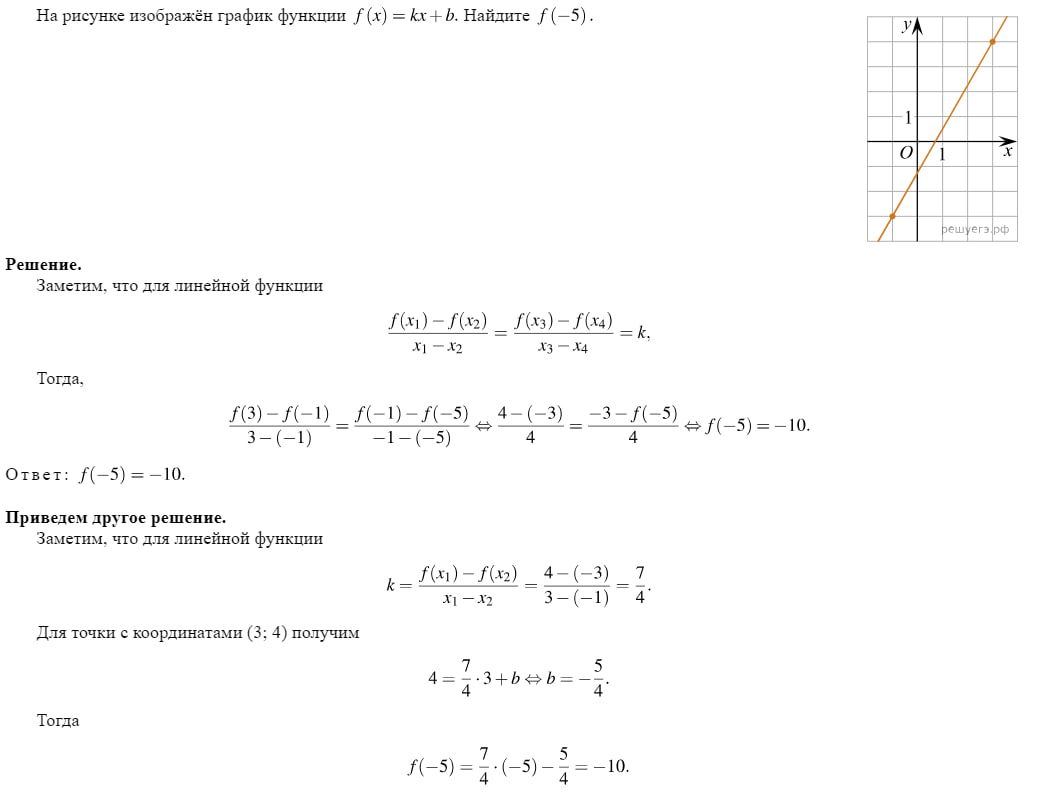 На рисунке изображён график функции f(x) = kx + b. Найдите f(−5).
y
1
O
1
x
решуегэ.рф
Решение.
Заметим, что для линейной функции
\frac{f(x_1) − f(x_2)}{x_1 − x_2} = \frac{f(x_3) − f(x_4)}{x_3 − x_4} = k,
Тогда,
\frac{f(3) − f(−1)}{3 − (−1)} = \frac{f(−1) − f(−5)}{−1 − (−5)} ⇔ \frac{4 − (−3)}{4} = \frac{−3 − f(−5)}{4} ⇔ f(−5) = −10.
Ответ: f(−5) = −10.
Приведем другое решение.
Заметим, что для линейной функции
k = \frac{f(x_1) − f(x_2)}{x_1 − x_2} = \frac{4 − (−3)}{3 − (−1)} = \frac{7}{4}.
Для точки с координатами (3; 4) получим
4 = \frac{7}{4} · 3 + b ⇔ b = −\frac{5}{4}.
Тогда
f(−5) = \frac{7}{4} · (−5) − \frac{5}{4} = −10.